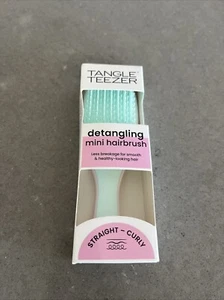 TANGLE
TEEZER
detangling
mini hairbrush
Less breakage for smooth
& healthy-looking hair
STRAIGHT – CURLY